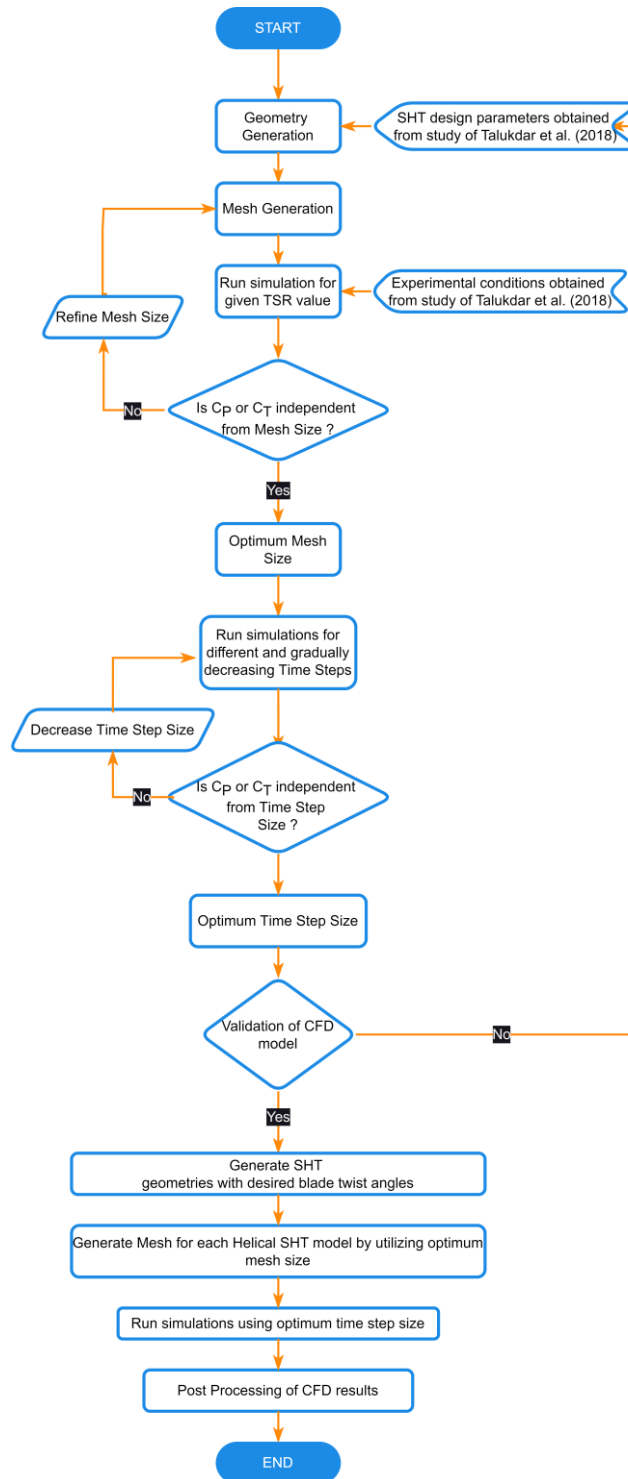 START
Geometry
Generation
SHT design parameters obtained
from study of Talukdar et al. (2018)
Mesh Generation
Run simulation for
given TSR value
Experimental conditions obtained
from study of Talukdar et al. (2018)
Refine Mesh Size
Is CP or CT independent
from Mesh Size ?
No
Yes
Optimum Mesh
Size
Run simulations for
different and gradually
decreasing Time Steps
Decrease Time Step Size
Is CP or CT independent
from Time Step
Size ?
No
Optimum Time Step Size
Validation of CFD
model
No
Yes
Generate SHT
geometries with desired blade twist angles
Generate Mesh for each Helical SHT model by utilizing optimum
mesh size
Run simulations using optimum time step size
Post Processing of CFD results
END